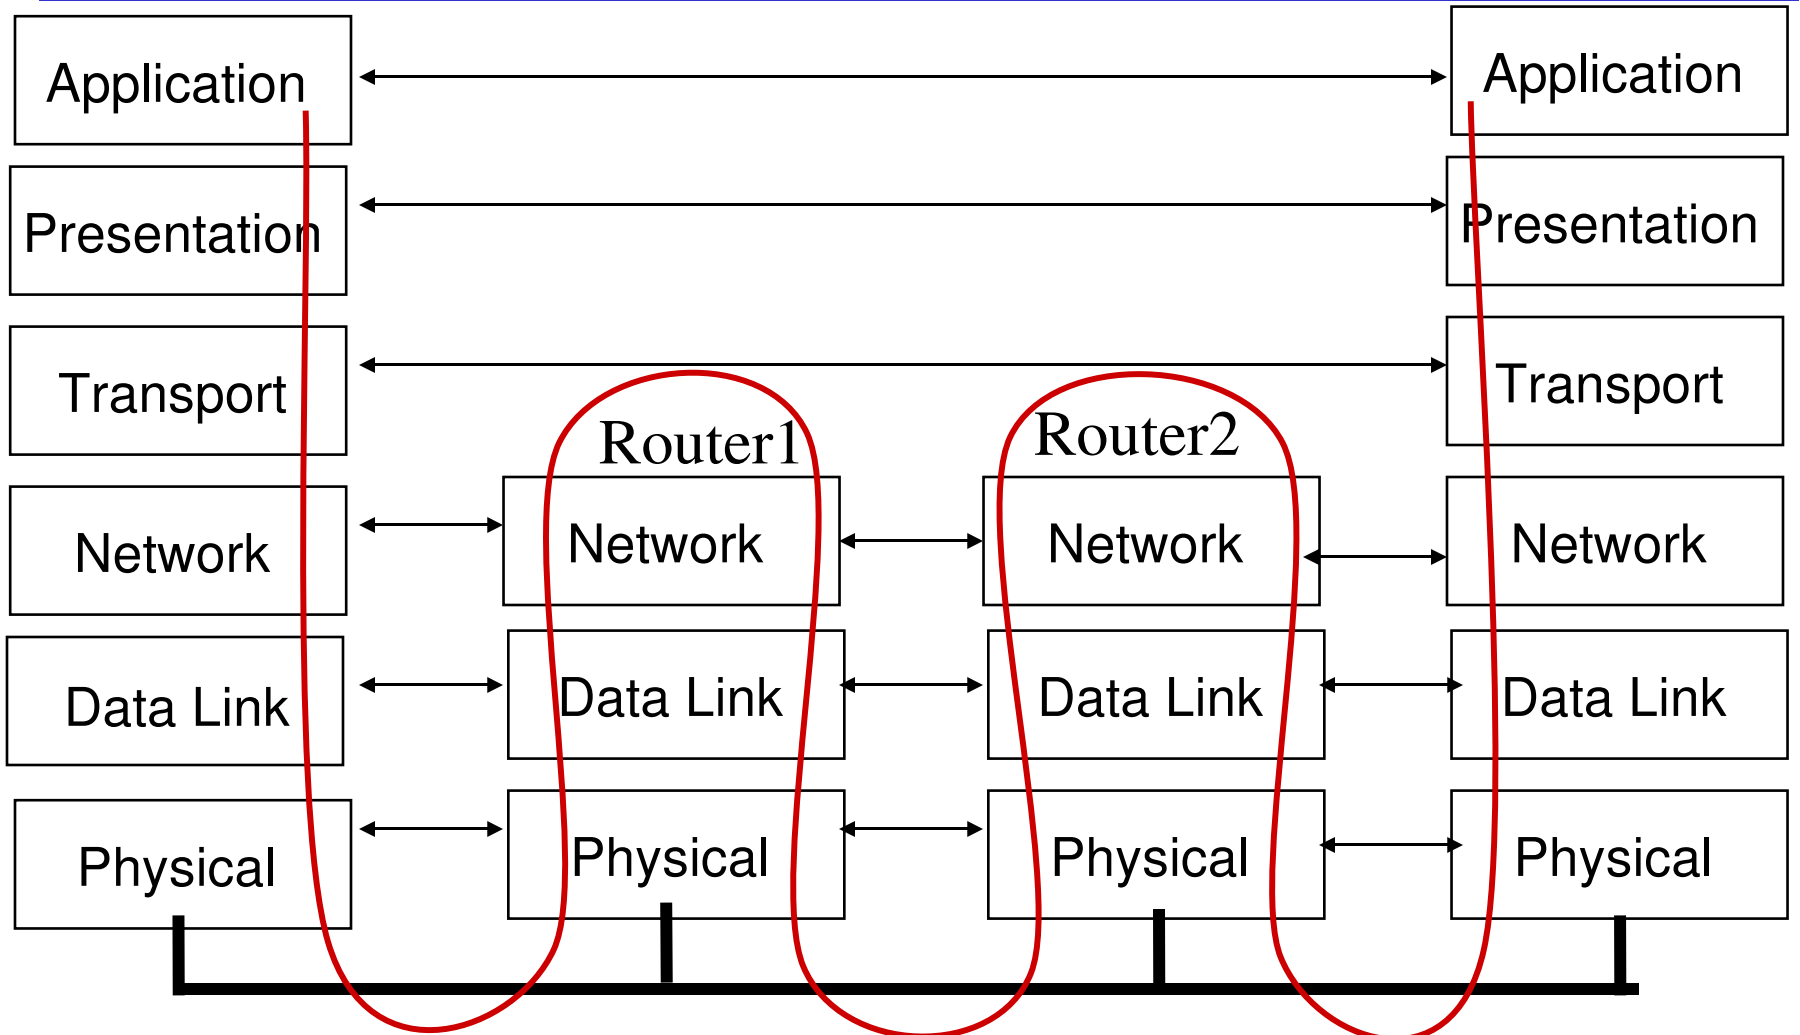 Application
Application
Presentation
Presentation
Transport
Transport
Router1
Router2
Network
Network
Network
Network
Data Link
Data Link
Data Link
Data Link
Physical
Physical
Physical
Physical